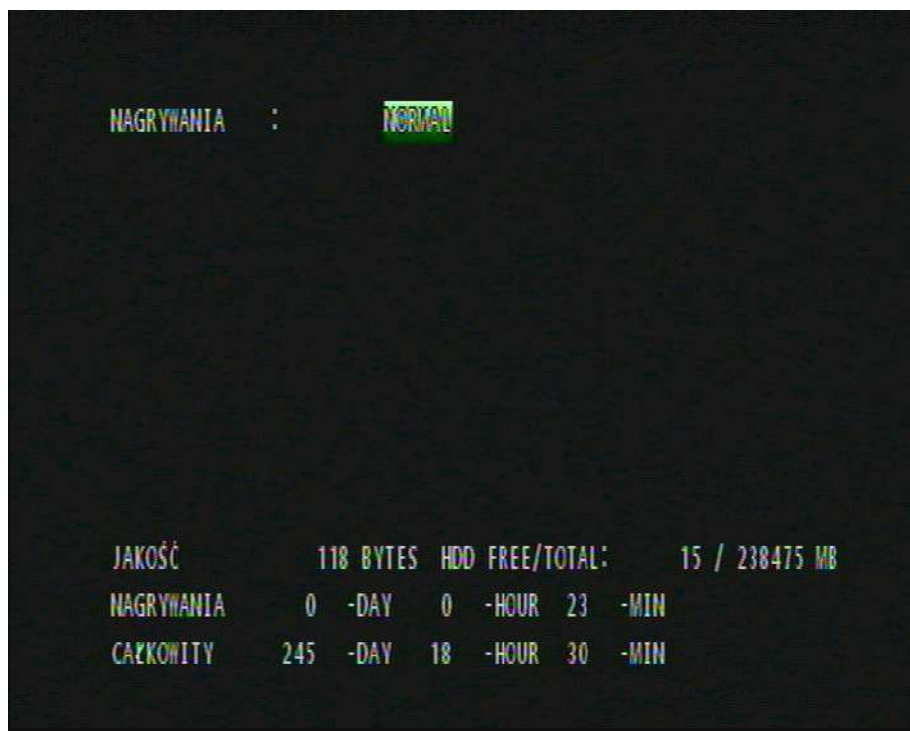 NAGRYWANIA : NORMAL
JAKOŚĆ 118 BYTES HDD FREE/TOTAL: 15 / 238475 MB
NAGRYWANIA 0 -DAY 0 -HOUR 23 -MIN
CAŁKOWITY 245 -DAY 18 -HOUR 30 -MIN